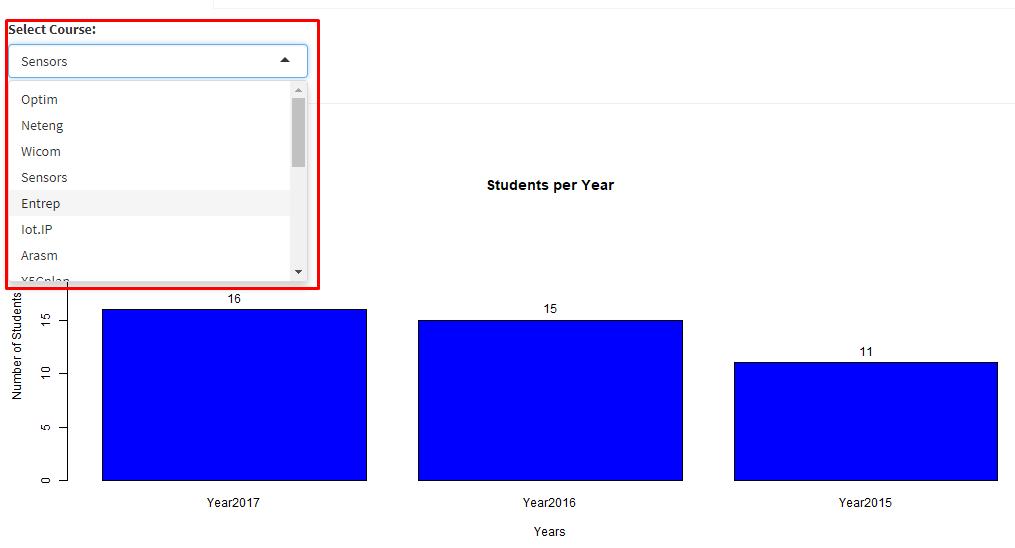 Select Course:
Sensors
Optim
Neteng
Wicom
Sensors
Entrep
Iot.IP
Arasm
Students per Year
Number of Students
16
15
11
15
10
5
0
Year2017
Year2016
Year2015
Years